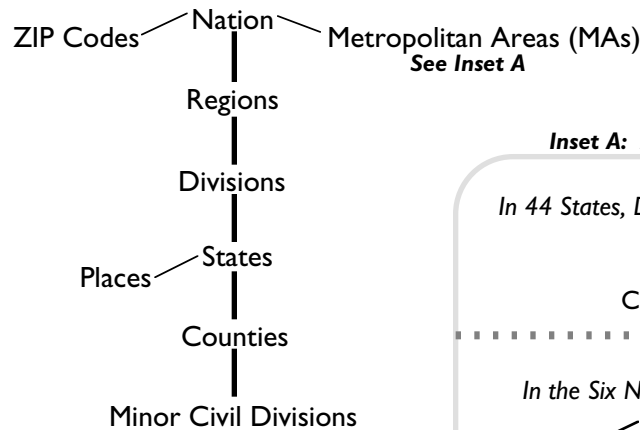 Nation
ZIP Codes
Metropolitan Areas (MAs)
See Inset A
Regions
Inset A:
Divisions
In 44 States,
States
Places
Counties
In the Six
Minor Civil Divisions